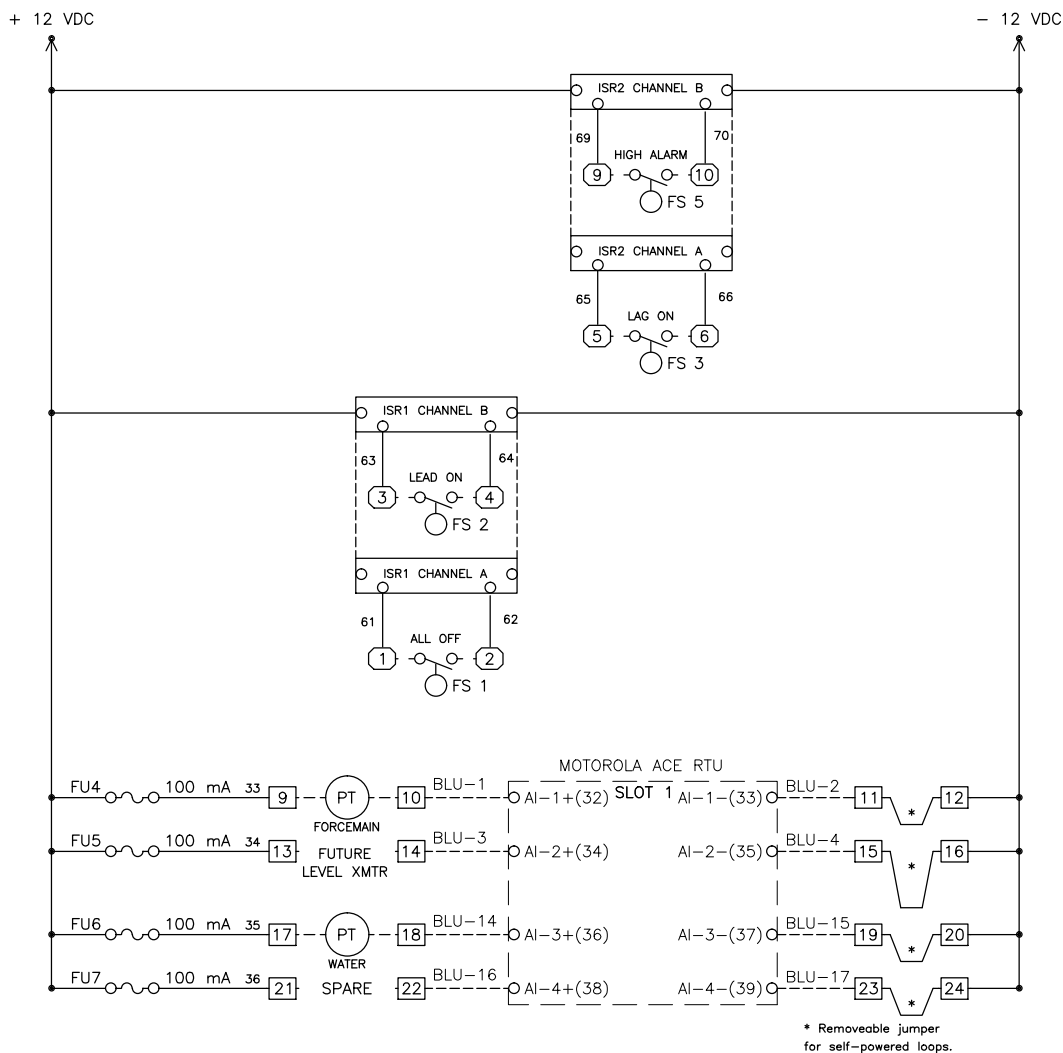 + 12 VDC
- 12 VDC
ISR2 CHANNEL B
69
70
HIGH ALARM
9
10
FS 5
ISR2 CHANNEL A
65
66
LAG ON
5
6
FS 3
ISR1 CHANNEL B
63
64
LEAD ON
3
4
FS 2
ISR1 CHANNEL A
61
62
ALL OFF
1
2
FS 1
MOTOROLA ACE RTU
SLOT 1
FU4 100 mA 33 9 PT 10 BLU-1 AI-1+(32) AI-1-(33) BLU-2 11 * 12
FORCEMAIN
FU5 100 mA 34 13 FUTURE 14 BLU-3 AI-2+(34) AI-2-(35) BLU-4 15 * 16
LEVEL XMTR
FU6 100 mA 35 17 PT 18 BLU-14 AI-3+(36) AI-3-(37) BLU-15 19 * 20
WATER
FU7 100 mA 36 21 SPARE 22 BLU-16 AI-4+(38) AI-4-(39) BLU-17 23 * 24
* Removeable jumper
for self-powered loops.